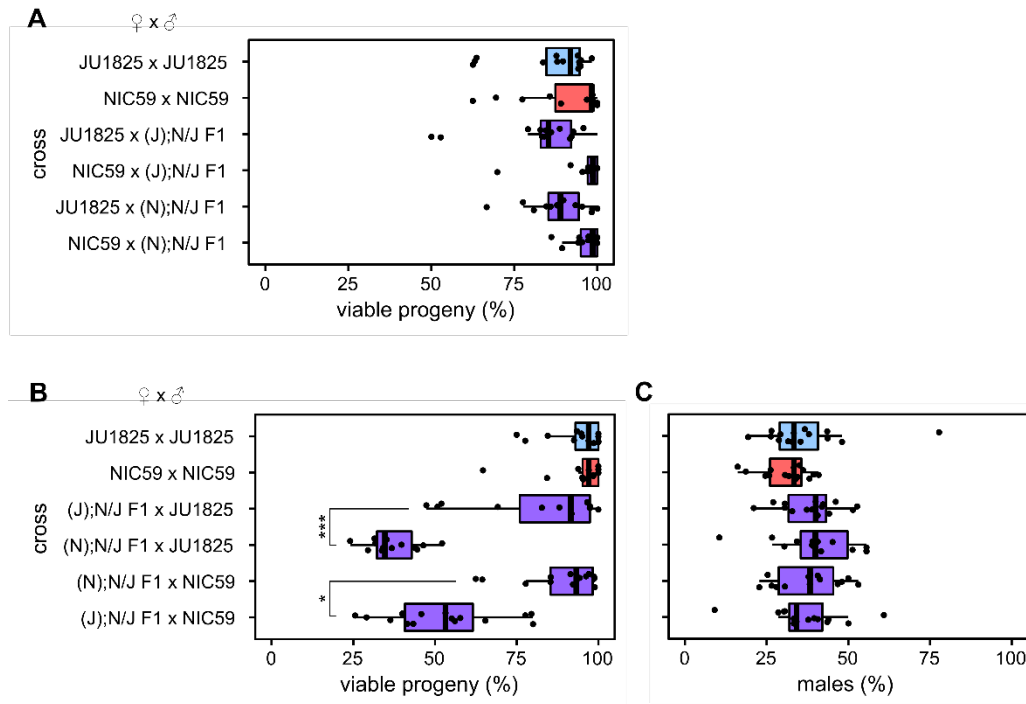 A
♀ x ♂
JU1825 x JU1825
NIC59 x NIC59
JU1825 x (J);N/J F1
NIC59 x (J);N/J F1
JU1825 x (N);N/J F1
NIC59 x (N);N/J F1
cross
0 25 50 75 100
viable progeny (%)
B
♀ x ♂
JU1825 x JU1825
NIC59 x NIC59
(J);N/J F1 x JU1825
(N);N/J F1 x JU1825
(N);N/J F1 x NIC59
(J);N/J F1 x NIC59
cross
***
*
0 25 50 75 100
viable progeny (%)
C
0 25 50 75 100
males (%)